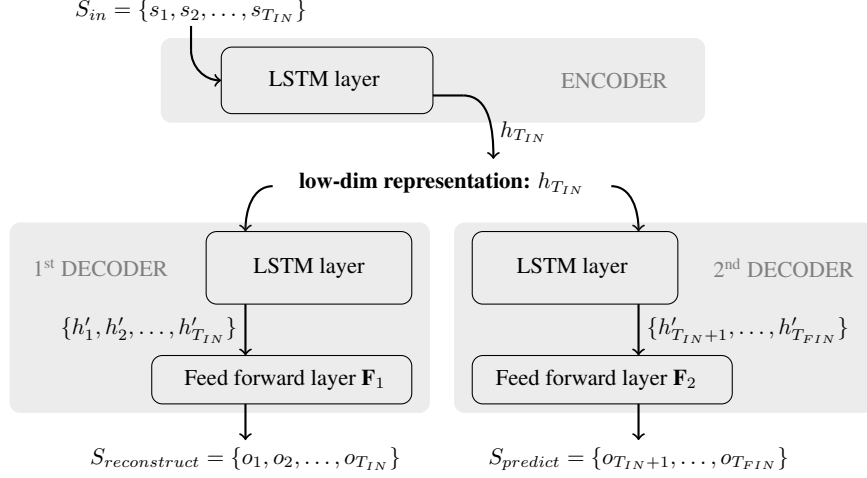 S_{in} = {s_1, s_2, . . . , s_{T_{IN}}}
LSTM layer
ENCODER
h_{T_{IN}}
low-dim representation: h_{T_{IN}}
1st DECODER
LSTM layer
{h'_1, h'_2, . . . , h'_{T_{IN}}}
Feed forward layer F_1
S_{reconstruct} = {o_1, o_2, . . . , o_{T_{IN}}}
LSTM layer
2nd DECODER
{h'_{T_{IN}+1}, . . . , h'_{T_{FIN}}}
Feed forward layer F_2
S_{predict} = {o_{T_{IN}+1}, . . . , o_{T_{FIN}}}